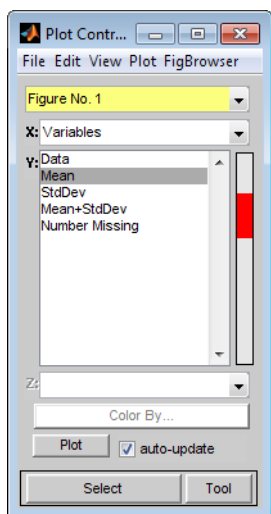 Plot Contr...
File Edit View Plot FigBrowser
Figure No. 1
X: Variables
Y: Data
Mean
StdDev
Mean+StdDev
Number Missing
Z:
Color By...
Plot auto-update
Select Tool